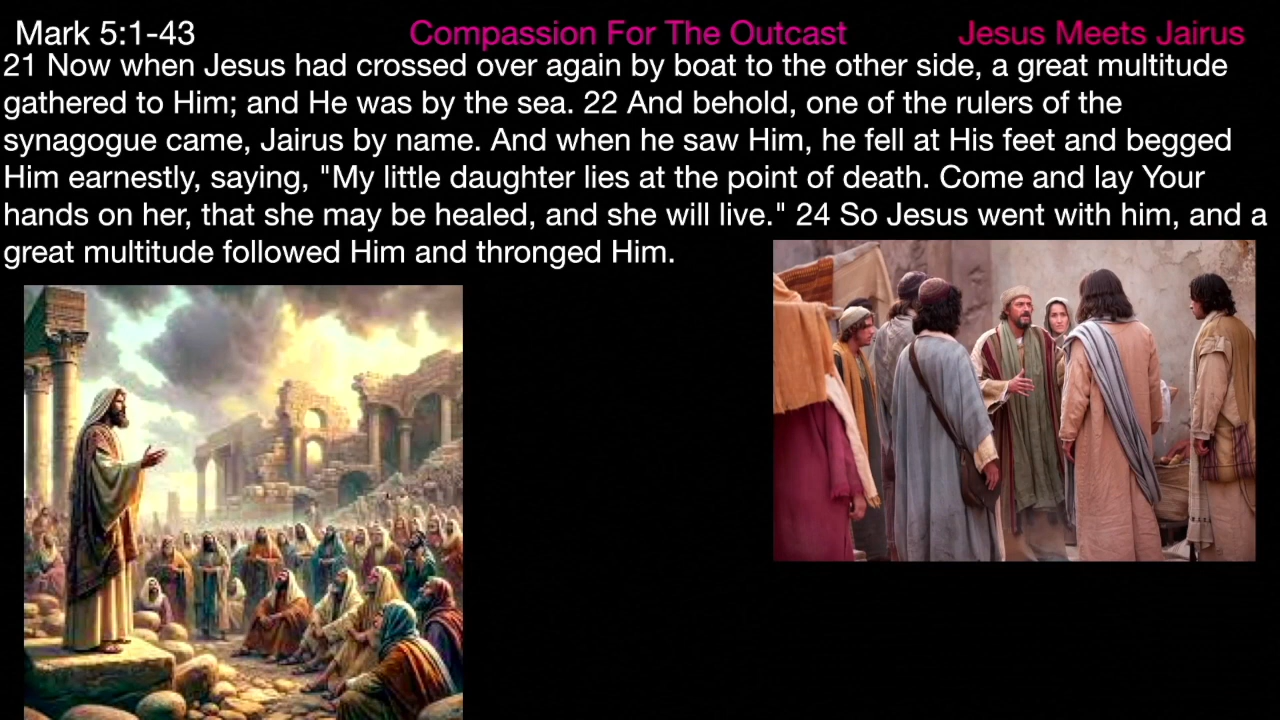 Mark 5:1-43 Compassion For The Outcast Jesus Meets Jairus
21 Now when Jesus had crossed over again by boat to the other side, a great multitude
gathered to Him; and He was by the sea. 22 And behold, one of the rulers of the
synagogue came, Jairus by name. And when he saw Him, he fell at His feet and begged
Him earnestly, saying, "My little daughter lies at the point of death. Come and lay Your
hands on her, that she may be healed, and she will live." 24 So Jesus went with him, and a
great multitude followed Him and thronged Him.